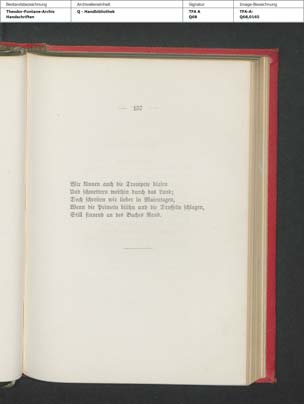 Bestandsbezeichnung
Archivalieneinheit
Signatur
Image-Bezeichnung
Theodor-Fontane-Archiv
Handschriften
Q - Handbibliothek
TFA A
Q68
TFA-A-
Q68,0165
— 157 —
Wir können auch die Trompete blasen
Und schmettern weithin durch das Land;
Doch schreiten wir lieber in Maientagen,
Wenn die Primeln blühn und die Drosseln schlagen,
Still sinnend an des Baches Rand.